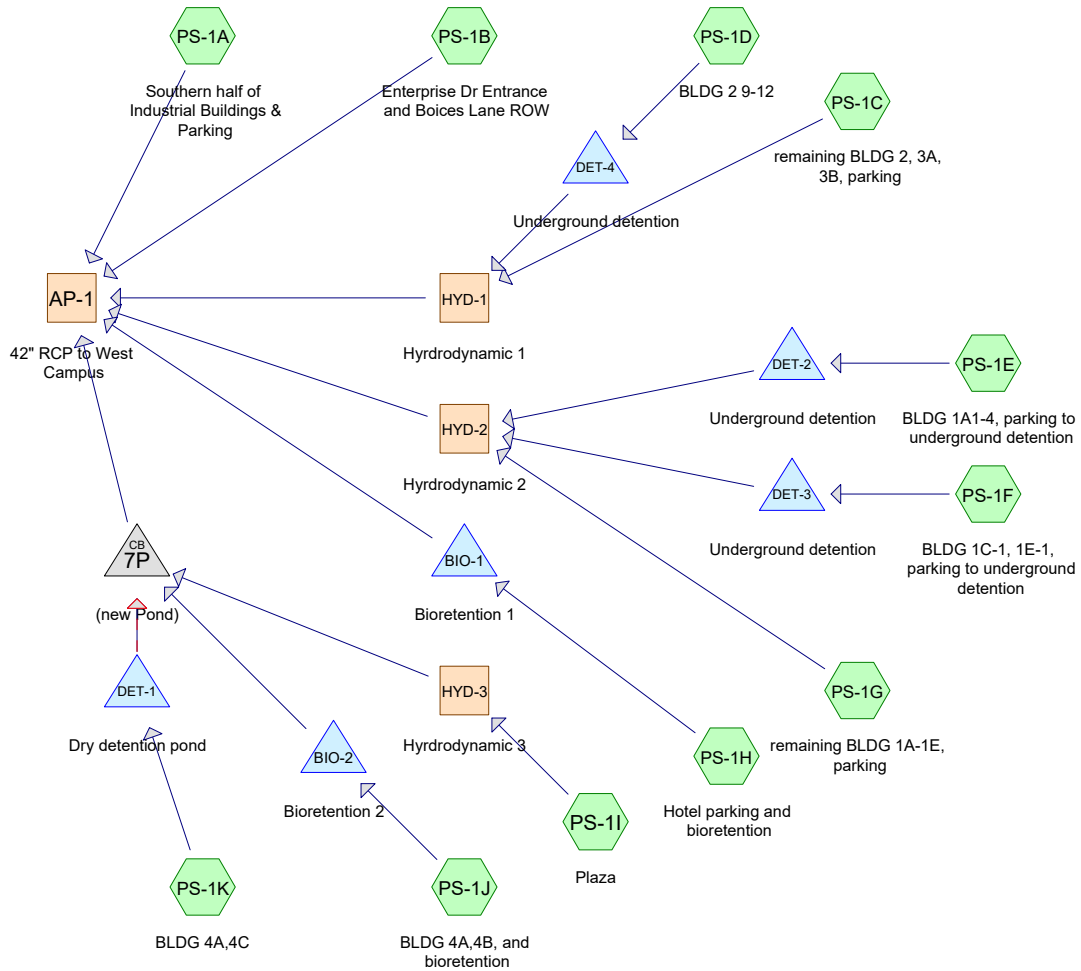 PS-1A
Southern half of
Industrial Buildings &
Parking
PS-1B
Enterprise Dr Entrance
and Boices Lane ROW
PS-1D
BLDG 2 9-12
PS-1C
remaining BLDG 2, 3A,
3B, parking
DET-4
Underground detention
AP-1
42" RCP to West
Campus
HYD-1
Hyrdrodynamic 1
DET-2
Underground detention
PS-1E
BLDG 1A1-4, parking to
underground detention
HYD-2
Hyrdrodynamic 2
DET-3
Underground detention
PS-1F
BLDG 1C-1, 1E-1,
parking to underground
detention
CB
7P
(new Pond)
BIO-1
Bioretention 1
DET-1
Dry detention pond
HYD-3
Hyrdrodynamic 3
PS-1G
remaining BLDG 1A-1E,
parking
BIO-2
Bioretention 2
PS-1H
Hotel parking and
bioretention
PS-1I
Plaza
PS-1K
BLDG 4A,4C
PS-1J
BLDG 4A,4B, and
bioretention